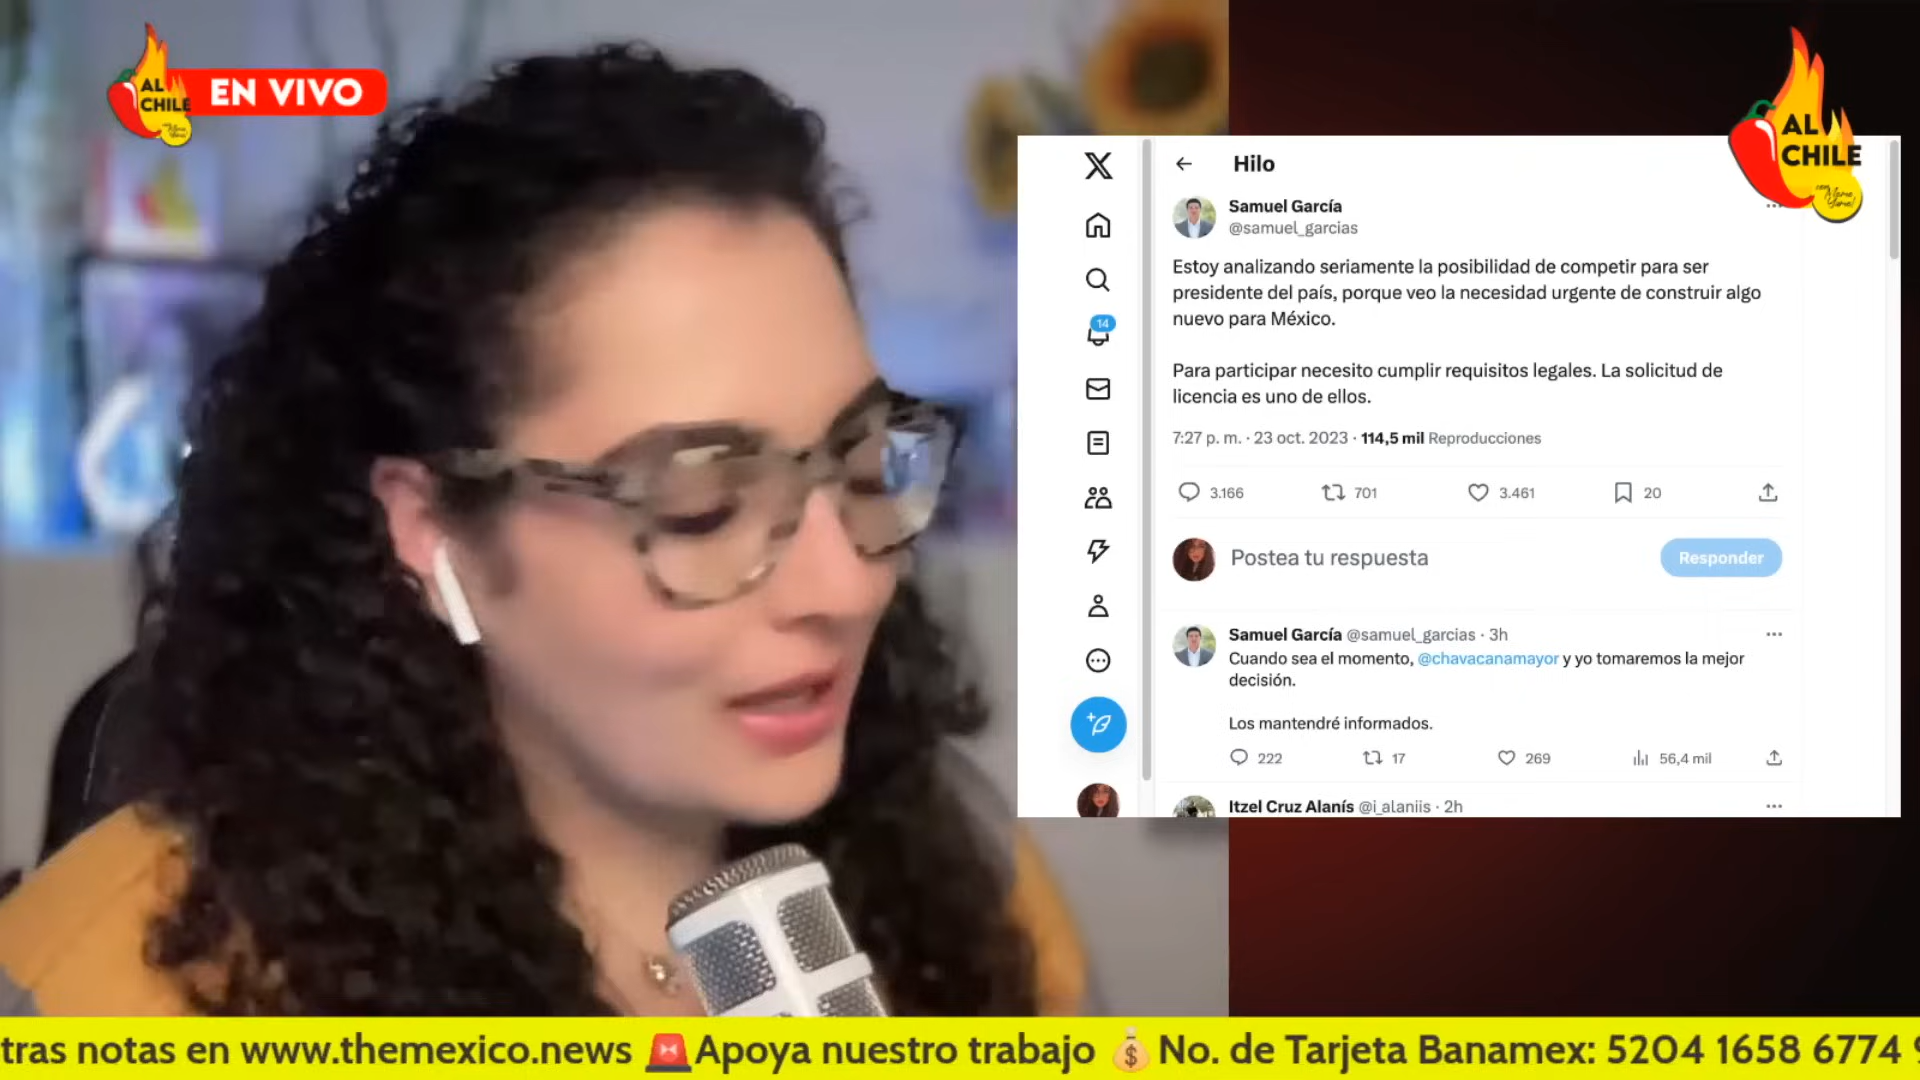 AL
CHILE
EN VIVO
AL
CHILE
Hilo
Samuel García
@samuel_garcias
Estoy analizando seriamente la posibilidad de competir para ser
presidente del país, porque veo la necesidad urgente de construir algo
nuevo para México.
Para participar necesito cumplir requisitos legales. La solicitud de
licencia es uno de ellos.
7:27 p. m. · 23 oct. 2023 · 114,5 mil Reproducciones
3.166 701 3.461 20
14
Postea tu respuesta
Responder
Samuel García @samuel_garcias · 3h
Cuando sea el momento, @chavacanamayor y yo tomaremos la mejor
decisión.
Los mantendré informados.
222 17 269 56,4 mil
Itzel Cruz Alanís @i_alaniis · 2h
tras notas en www.themexico.news 🚨Apoya nuestro trabajo 💰No. de Tarjeta Banamex: 5204 1658 6774 9